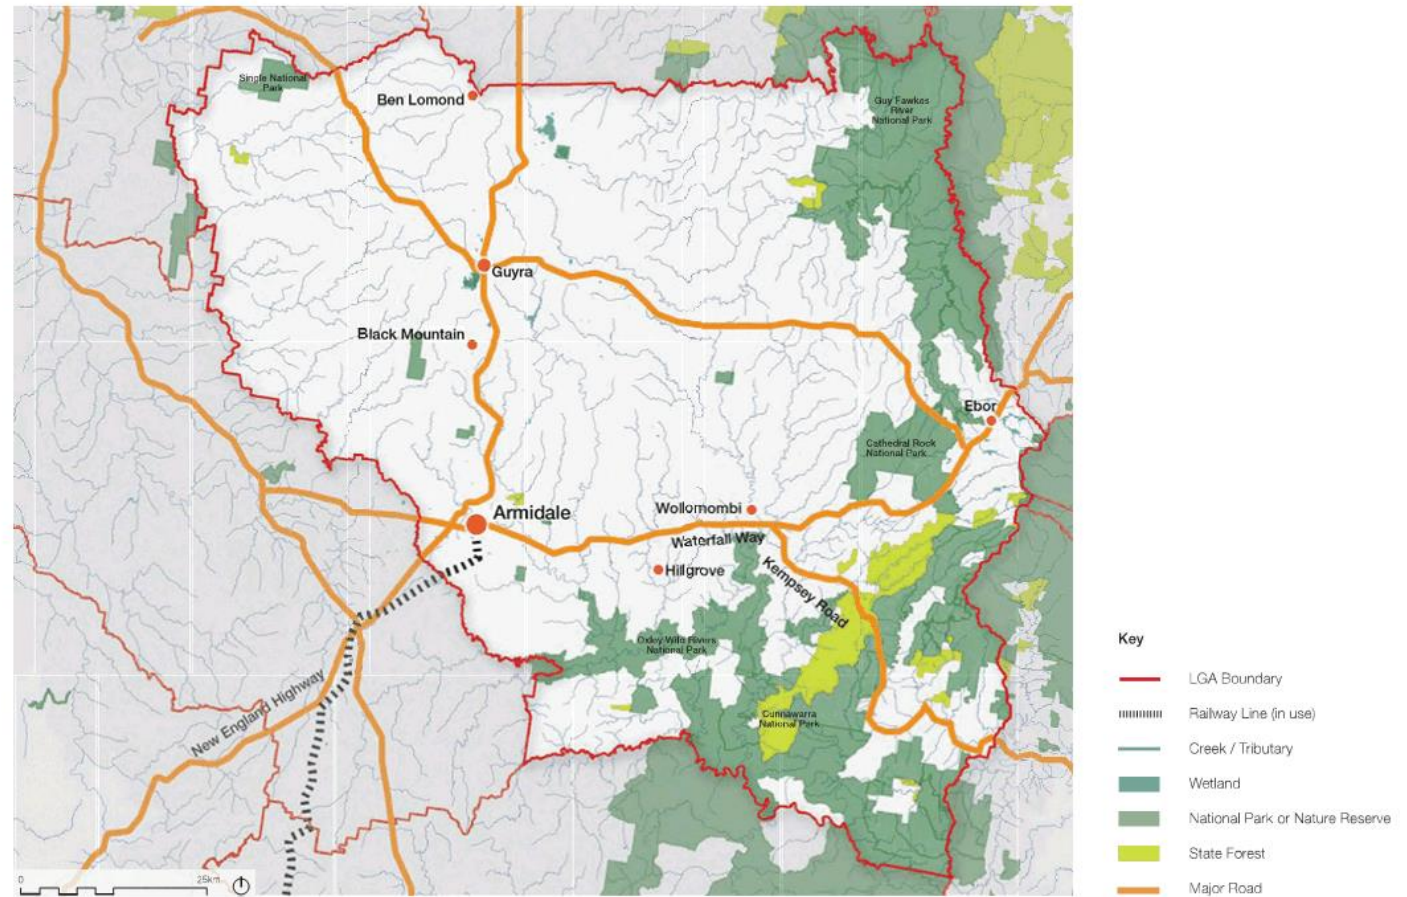 Single National
Park
Ben Lomond
Guy Fawkes
River
National Park
Guyra
Black Mountain
Ebor
Cathedral Rock
National Park
Armidale
Wollomombi
Waterfall Way
Hillgrove
Kempsey Road
Oxley Wild Rivers
National Park
Cunnawarra
National Park
New England Highway
0
25km
Key
LGA Boundary
Railway Line (in use)
Creek / Tributary
Wetland
National Park or Nature Reserve
State Forest
Major Road